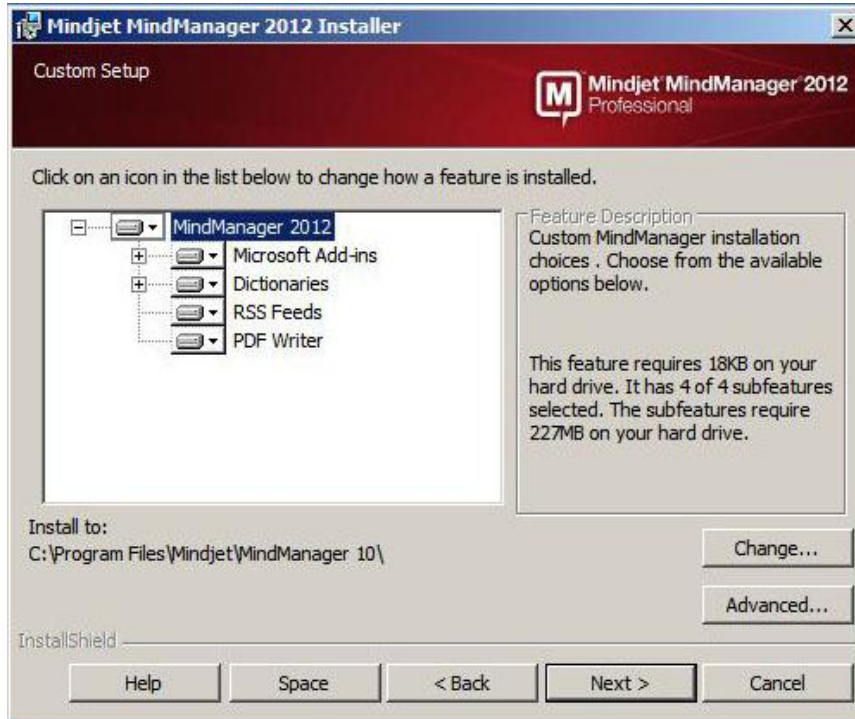 Mindjet MindManager 2012 Installer
Custom Setup
Mindjet MindManager 2012
Professional
Click on an icon in the list below to change how a feature is installed.
MindManager 2012
Microsoft Add-ins
Dictionaries
RSS Feeds
PDF Writer
Feature Description
Custom MindManager installation
choices . Choose from the available
options below.
This feature requires 18KB on your
hard drive. It has 4 of 4 subfeatures
selected. The subfeatures require
227MB on your hard drive.
Install to:
C:\Program Files\Mindjet\MindManager 10\
Change...
Advanced...
InstallShield
Help Space < Back Next > Cancel